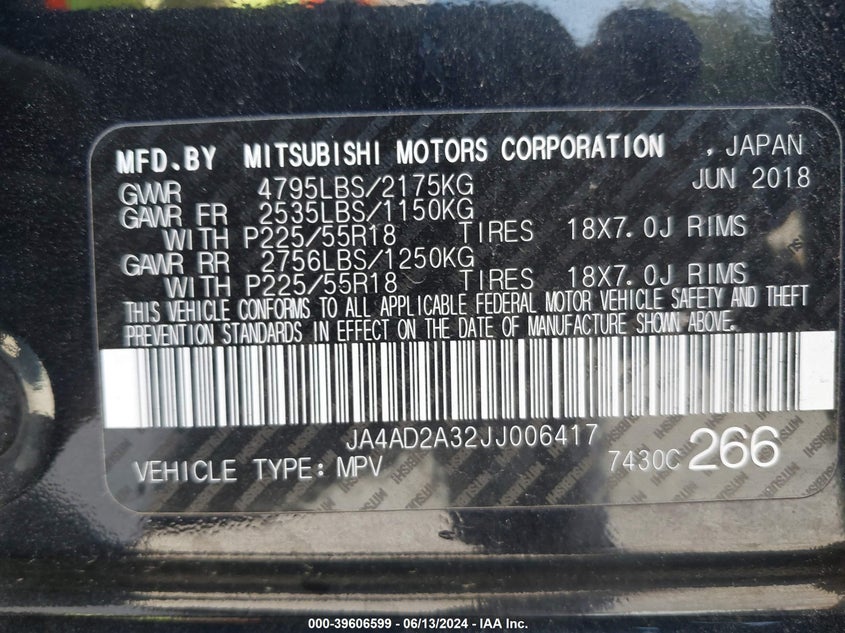 MFD.BY MITSUBISHI MOTORS CORPORATION , JAPAN
GVWR 4795LBS/2175KG JUN 2018
GAWR FR 2535LBS/1150KG
WITH P225/55R18 TIRES 18X7.0J RIMS
GAWR RR 2756LBS/1250KG
WITH P225/55R18 TIRES 18X7.0J RIMS
THIS VEHICLE CONFORMS TO ALL APPLICABLE FEDERAL MOTOR VEHICLE SAFETY AND THEFT
PREVENTION STANDARDS IN EFFECT ON THE DATE OF MANUFACTURE SHOWN ABOVE.
JA4AD2A32JJ006417
VEHICLE TYPE: MPV 7430C 266
000-39606599 - 06/13/2024 - IAA Inc.